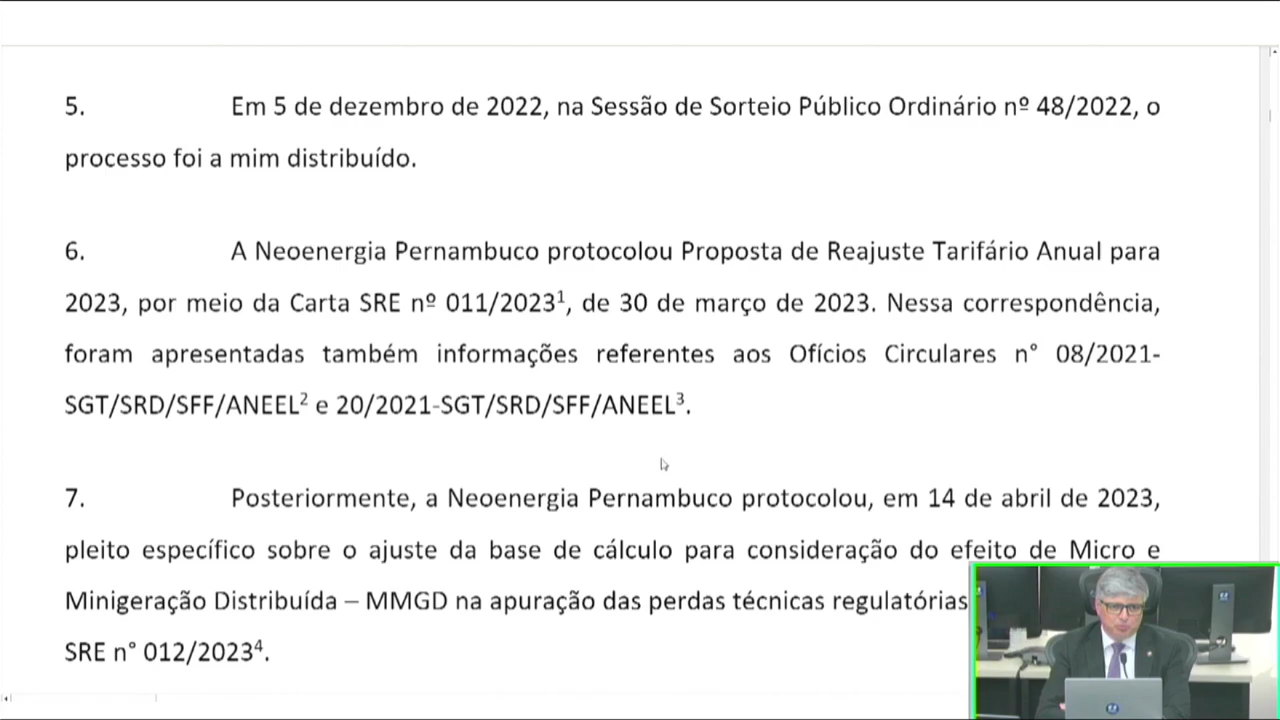 5. Em 5 de dezembro de 2022, na Sessão de Sorteio Público Ordinário nº 48/2022, o
processo foi a mim distribuído.
6. A Neoenergia Pernambuco protocolou Proposta de Reajuste Tarifário Anual para
2023, por meio da Carta SRE nº 011/2023¹, de 30 de março de 2023. Nessa correspondência,
foram apresentadas também informações referentes aos Ofícios Circulares n° 08/2021-
SGT/SRD/SFF/ANEEL² e 20/2021-SGT/SRD/SFF/ANEEL³.
7. Posteriormente, a Neoenergia Pernambuco protocolou, em 14 de abril de 2023,
pleito específico sobre o ajuste da base de cálculo para consideração do efeito de Micro e
Minigeração Distribuída – MMGD na apuração das perdas técnicas regulatórias
SRE n° 012/2023⁴.